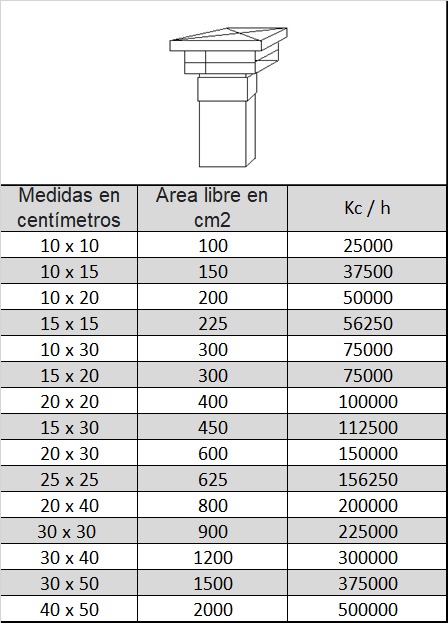 Medidas en centímetros Area libre en cm2 Kc / h
10 x 10 100 25000
10 x 15 150 37500
10 x 20 200 50000
15 x 15 225 56250
10 x 30 300 75000
15 x 20 300 75000
20 x 20 400 100000
15 x 30 450 112500
20 x 30 600 150000
25 x 25 625 156250
20 x 40 800 200000
30 x 30 900 225000
30 x 40 1200 300000
30 x 50 1500 375000
40 x 50 2000 500000